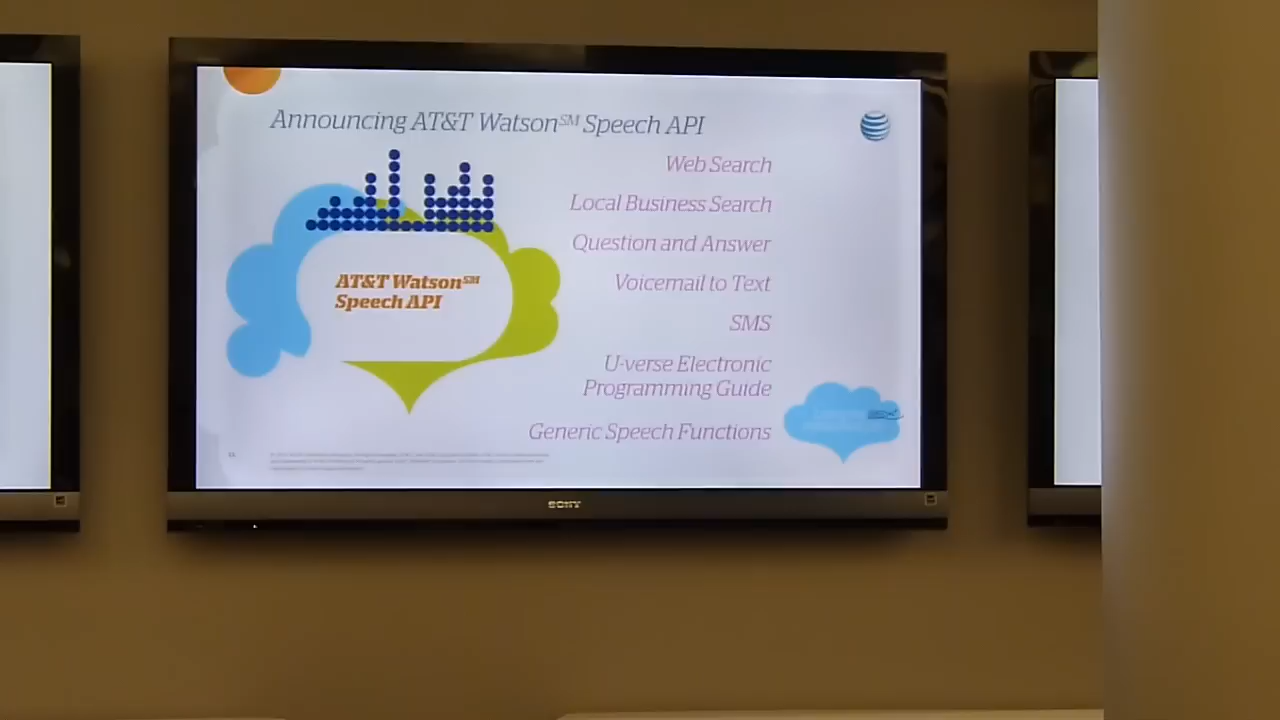 Announcing AT&T Watson℠ Speech API
Web Search
Local Business Search
Question and Answer
Voicemail to Text
SMS
U-verse Electronic
Programming Guide
Generic Speech Functions
AT&T Watson℠
Speech API
SONY